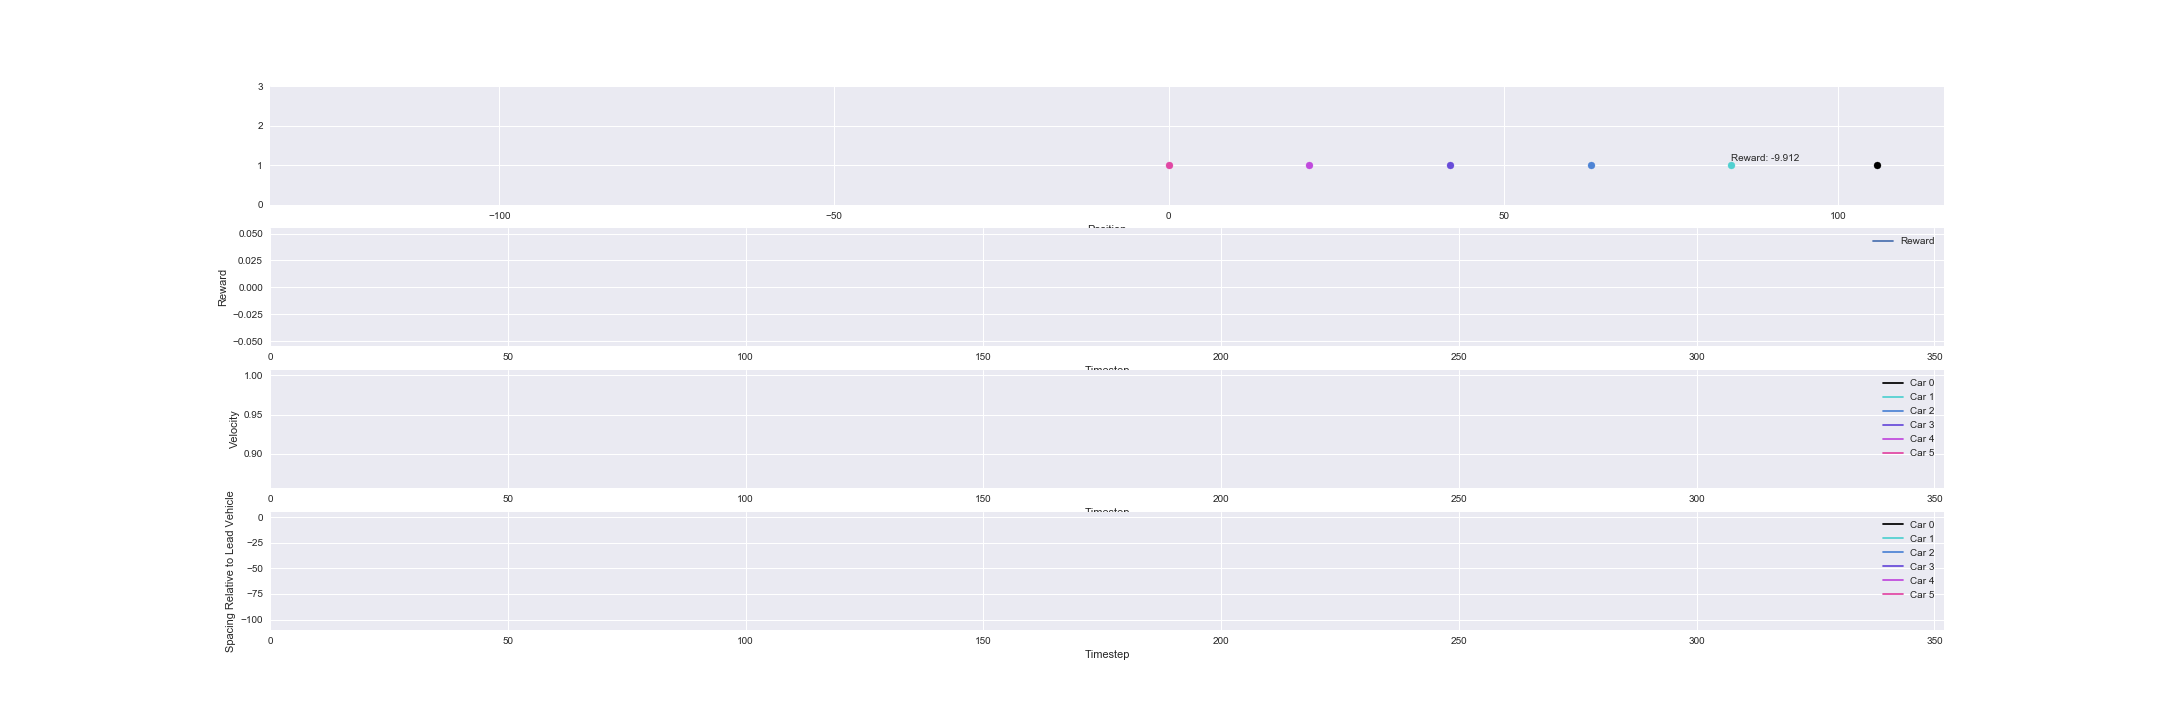 3
2
1
0
Reward: -9.912
−100 −50 0 50 100
Position
Reward
0.050
0.025
0.000
−0.025
−0.050
Reward
0 50 100 150 200 250 300 350
Timestep
Velocity
1.00
0.95
0.90
Car 0
Car 1
Car 2
Car 3
Car 4
Car 5
0 50 100 150 200 250 300 350
Timestep
Spacing Relative to Lead Vehicle
0
−25
−50
−75
−100
Car 0
Car 1
Car 2
Car 3
Car 4
Car 5
0 50 100 150 200 250 300 350
Timestep